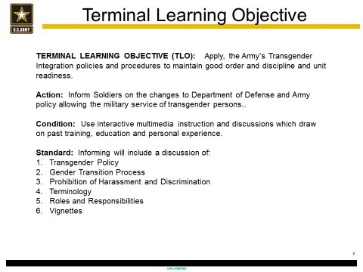 Terminal Learning Objective
U.S. ARMY
TERMINAL LEARNING OBJECTIVE (TLO): Apply, the Army's Transgender
Integration policies and procedures to maintain good order and discipline and unit
readiness.
Action: Inform Soldiers on the changes to Department of Defense and Army
policy allowing the military service of transgender persons..
Condition: Use interactive multimedia instruction and discussions which draw
on past training, education and personal experience.
Standard: Informing will include a discussion of:
1. Transgender Policy
2. Gender Transition Process
3. Prohibition of Harassment and Discrimination
4. Terminology
5. Roles and Responsibilities
6. Vignettes